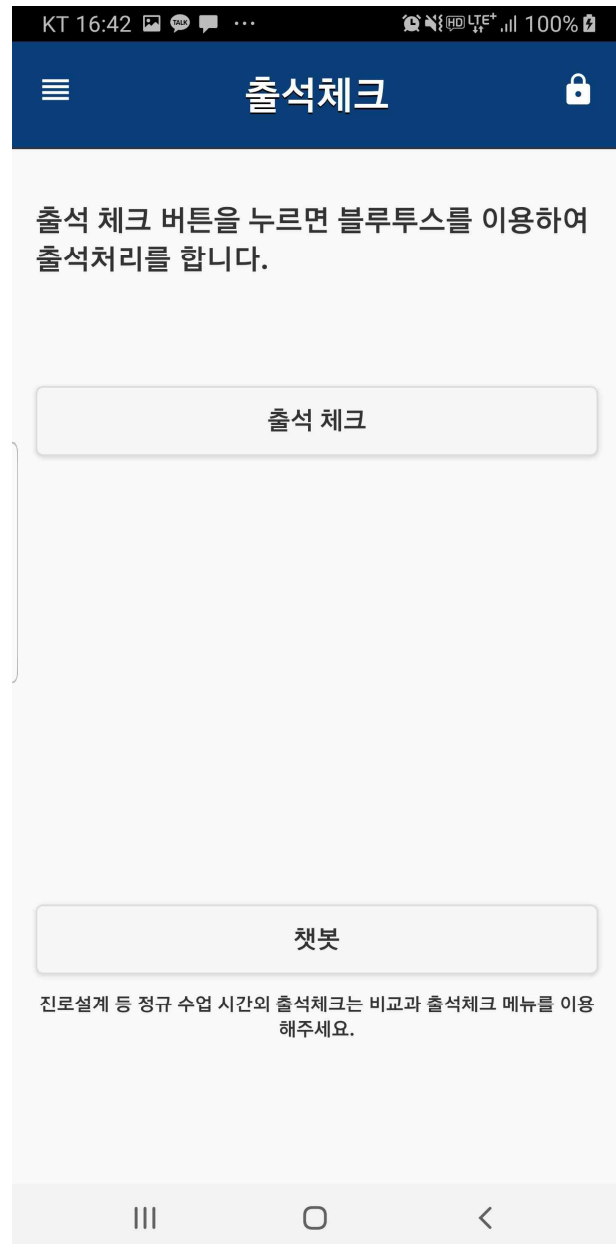 KT 16:42 TALK ... HD LTE+ 100%
출석체크
출석 체크 버튼을 누르면 블루투스를 이용하여
출석처리를 합니다.
출석 체크
챗봇
진로설계 등 정규 수업 시간외 출석체크는 비교과 출석체크 메뉴를 이용
해주세요.